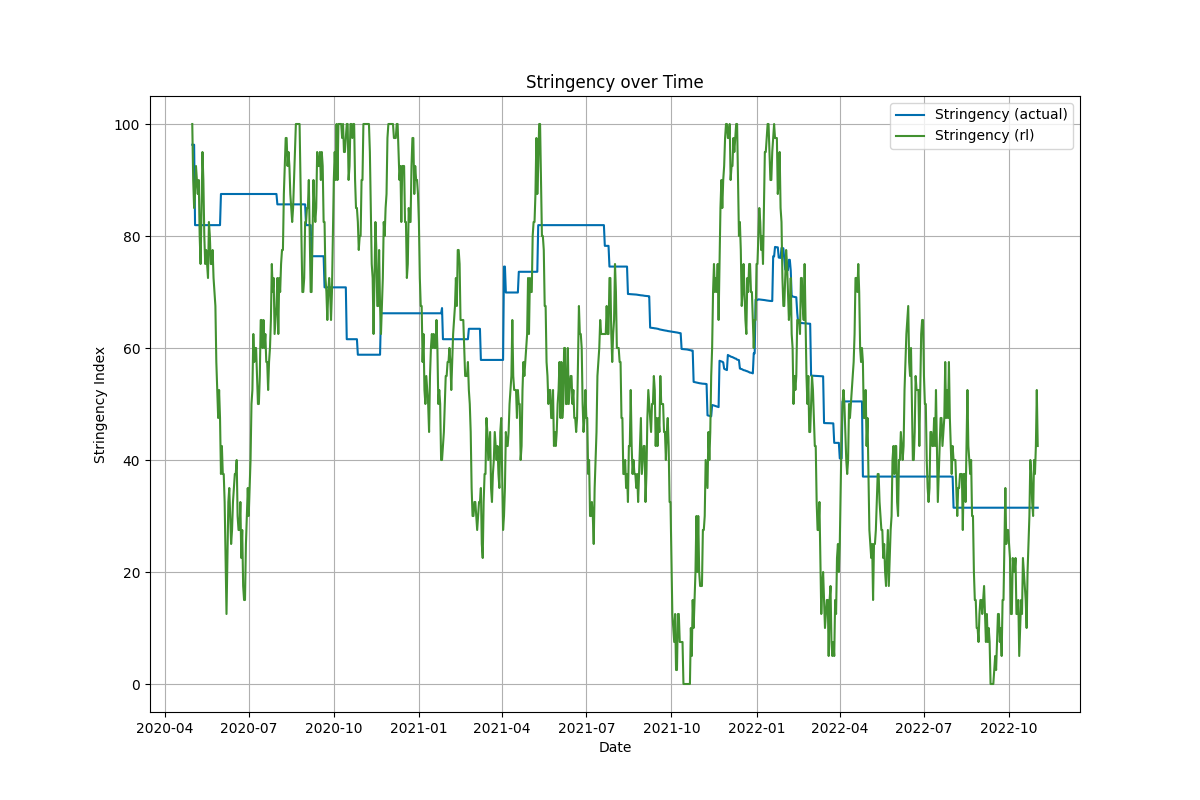 Stringency over Time
Stringency (actual)
Stringency (rl)
Stringency Index
100
80
60
40
20
0
2020-04 2020-07 2020-10 2021-01 2021-04 2021-07 2021-10 2022-01 2022-04 2022-07 2022-10
Date